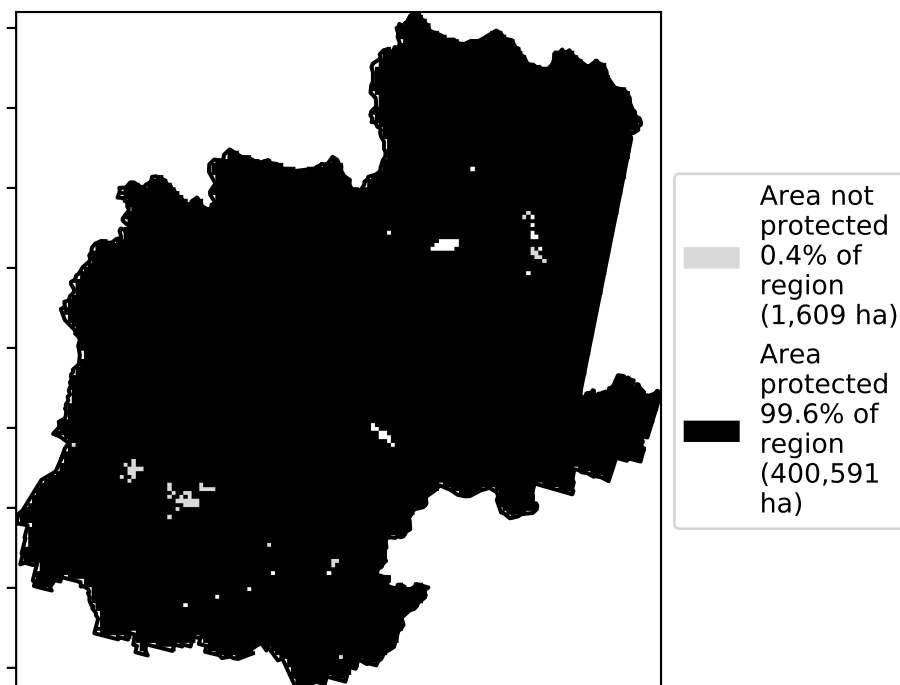 Area not
protected
0.4% of
region
(1,609 ha)
Area
protected
99.6% of
region
(400,591
ha)